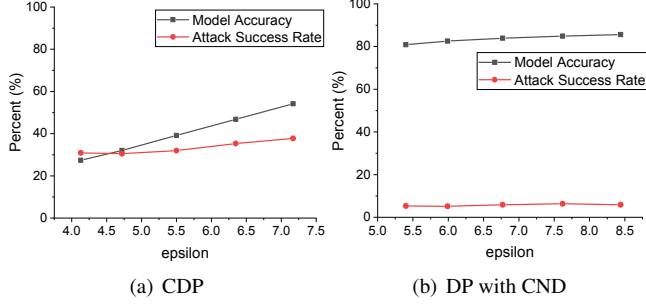 100
80
60
40
20
0
Percent (%)
Model Accuracy
Attack Success Rate
4.0 4.5 5.0 5.5 6.0 6.5 7.0 7.5
epsilon
(a) CDP
100
80
60
40
20
0
Percent (%)
Model Accuracy
Attack Success Rate
5.0 5.5 6.0 6.5 7.0 7.5 8.0 8.5
epsilon
(b) DP with CND